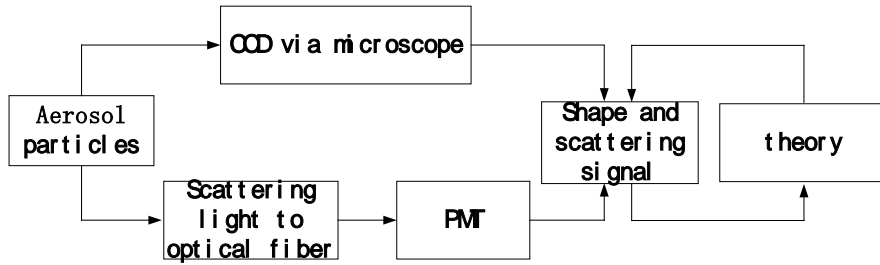 CCD via microscope
Aerosol
particles
Shape and
scattering
signal
theory
Scattering
light to
optical fiber
PMT